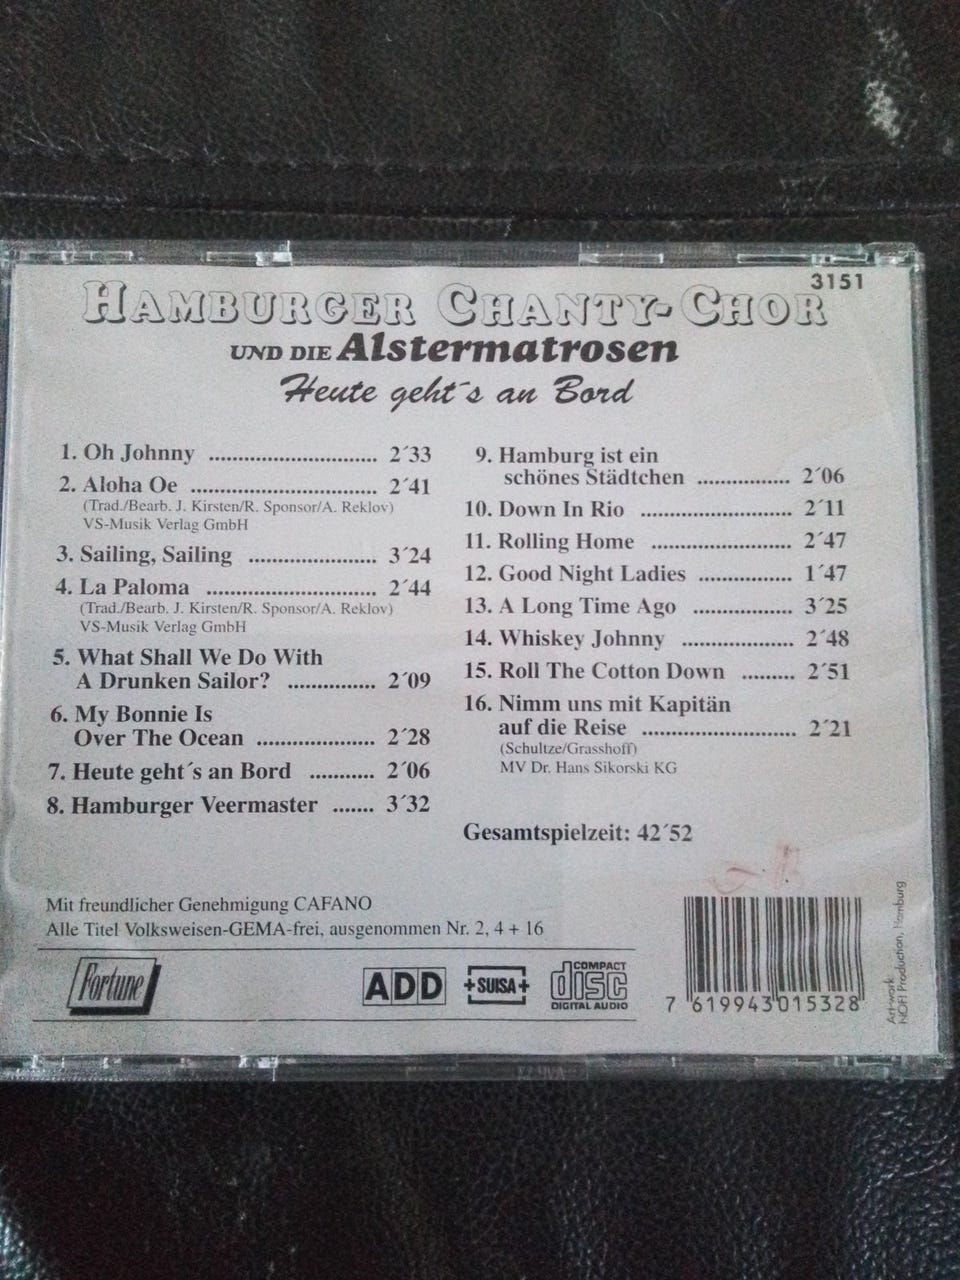 3151
HAMBURGER CHANTY-CHOR
UND DIE Alstermatrosen
Heute geht´s an Bord
1. Oh Johnny ............................ 2´33
2. Aloha Oe ............................... 2´41
(Trad./Bearb. J. Kirsten/R. Sponsor/A. Reklov)
VS-Musik Verlag GmbH
3. Sailing, Sailing ..................... 3´24
4. La Paloma .............................. 2´44
(Trad./Bearb. J. Kirsten/R. Sponsor/A. Reklov)
VS-Musik Verlag GmbH
5. What Shall We Do With
A Drunken Sailor? ............... 2´09
6. My Bonnie Is
Over The Ocean .................... 2´28
7. Heute geht´s an Bord ........... 2´06
8. Hamburger Veermaster ....... 3´32
9. Hamburg ist ein
schönes Städtchen ................ 2´06
10. Down In Rio .......................... 2´11
11. Rolling Home ........................ 2´47
12. Good Night Ladies ................ 1´47
13. A Long Time Ago ................. 3´25
14. Whiskey Johnny ................... 2´48
15. Roll The Cotton Down ......... 2´51
16. Nimm uns mit Kapitän
auf die Reise .......................... 2´21
(Schultze/Grasshoff)
MV Dr. Hans Sikorski KG
Gesamtspielzeit: 42´52
Mit freundlicher Genehmigung CAFANO
Alle Titel Volksweisen-GEMA-frei, ausgenommen Nr. 2, 4 + 16
Fortune
ADD
+SUISA+
COMPACT
disc
DIGITAL AUDIO
7 619943 015328
Artwork
NOFI Production, Hamburg